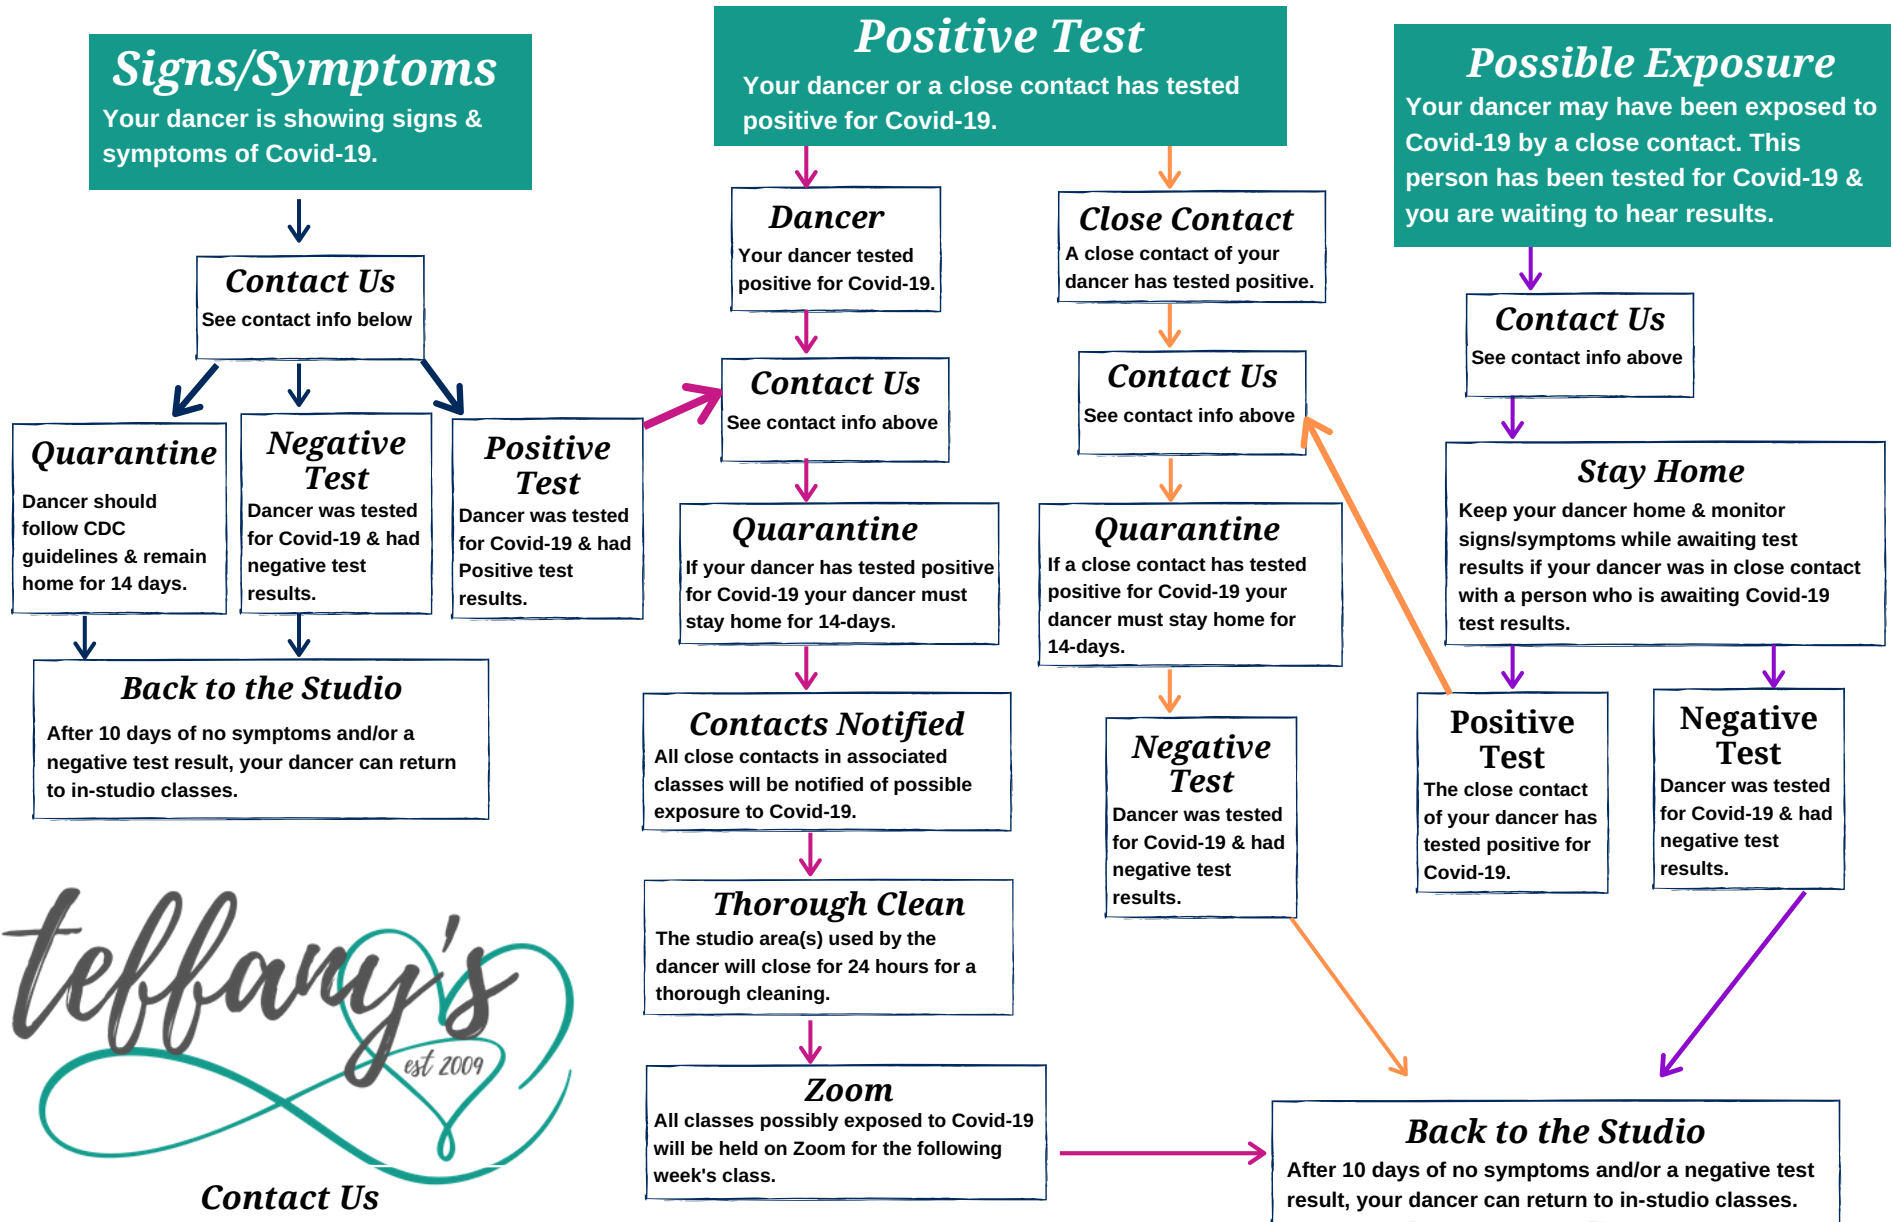 Signs/Symptoms
Your dancer is showing signs &
symptoms of Covid-19.
Contact Us
See contact info below
Quarantine
Dancer should
follow CDC
guidelines & remain
home for 14 days.
Negative
Test
Dancer was tested
for Covid-19 & had
negative test
results.
Positive
Test
Dancer was tested
for Covid-19 & had
Positive test
results.
Back to the Studio
After 10 days of no symptoms and/or a
negative test result, your dancer can return
to in-studio classes.
teffany's
est 2009
Contact Us
Positive Test
Your dancer or a close contact has tested
positive for Covid-19.
Dancer
Your dancer tested
positive for Covid-19.
Contact Us
See contact info above
Quarantine
If your dancer has tested positive
for Covid-19 your dancer must
stay home for 14-days.
Contacts Notified
All close contacts in associated
classes will be notified of possible
exposure to Covid-19.
Thorough Clean
The studio area(s) used by the
dancer will close for 24 hours for a
thorough cleaning.
Zoom
All classes possibly exposed to Covid-19
will be held on Zoom for the following
week's class.
Close Contact
A close contact of your
dancer has tested positive.
Contact Us
See contact info above
Quarantine
If a close contact has tested
positive for Covid-19 your
dancer must stay home for
14-days.
Negative
Test
Dancer was tested
for Covid-19 & had
negative test
results.
Possible Exposure
Your dancer may have been exposed to
Covid-19 by a close contact. This
person has been tested for Covid-19 &
you are waiting to hear results.
Contact Us
See contact info above
Stay Home
Keep your dancer home & monitor
signs/symptoms while awaiting test
results if your dancer was in close contact
with a person who is awaiting Covid-19
test results.
Positive
Test
The close contact
of your dancer has
tested positive for
Covid-19.
Negative
Test
Dancer was tested
for Covid-19 & had
negative test
results.
Back to the Studio
After 10 days of no symptoms and/or a negative test
result, your dancer can return to in-studio classes.